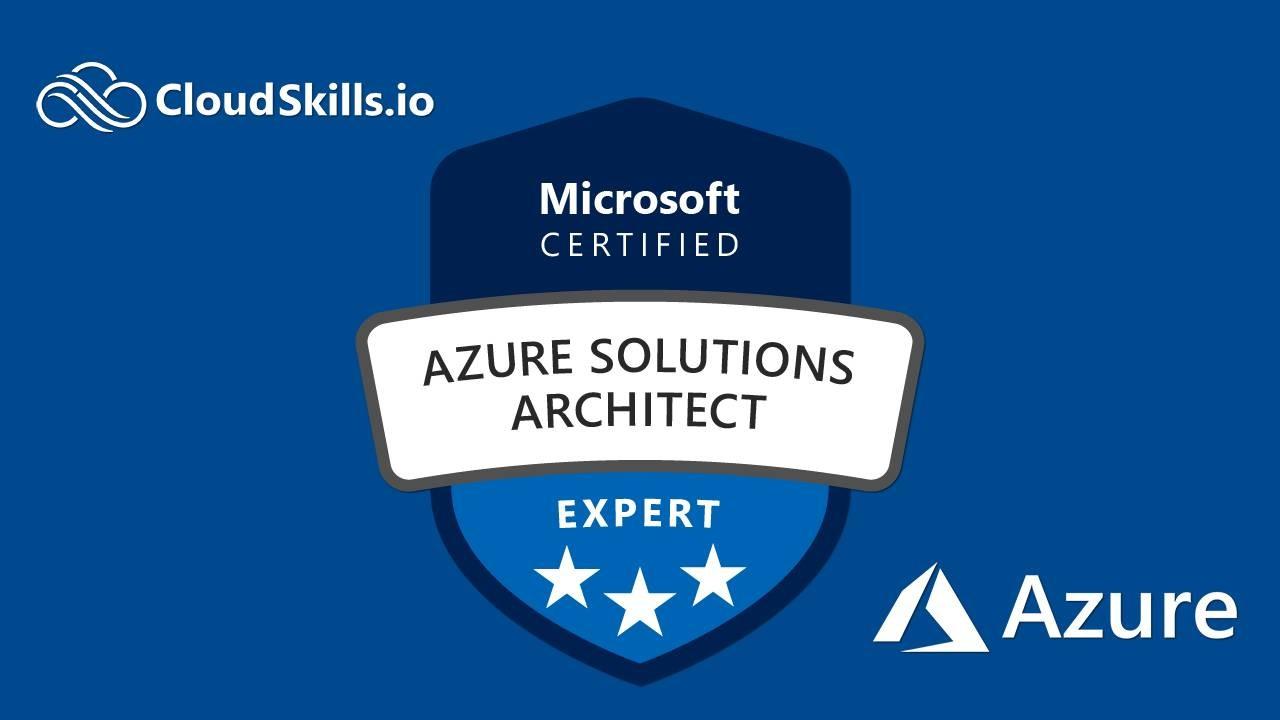 CloudSkills.io
Microsoft
CERTIFIED
AZURE SOLUTIONS
ARCHITECT
EXPERT
Azure